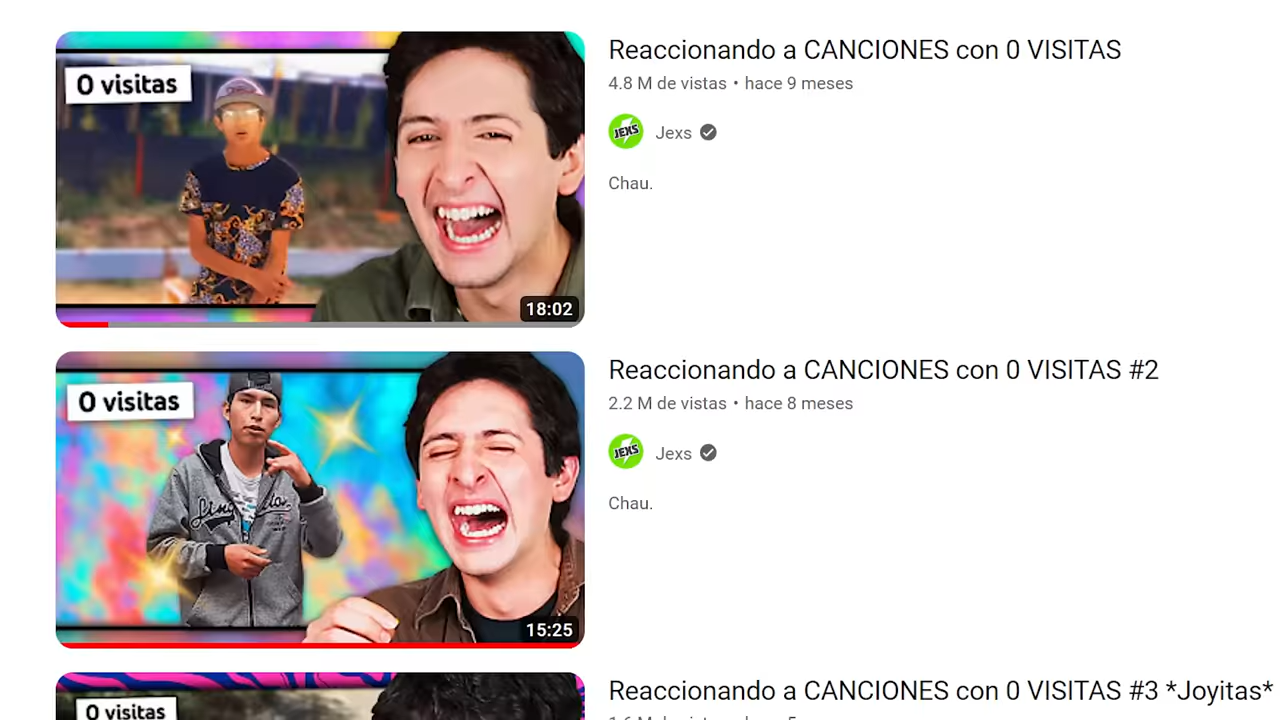 0 visitas
18:02
Reaccionando a CANCIONES con 0 VISITAS
4.8 M de vistas • hace 9 meses
JEXS
Jexs
Chau.
0 visitas
15:25
Reaccionando a CANCIONES con 0 VISITAS #2
2.2 M de vistas • hace 8 meses
JEXS
Jexs
Chau.
0 visitas
Reaccionando a CANCIONES con 0 VISITAS #3 *Joyitas*